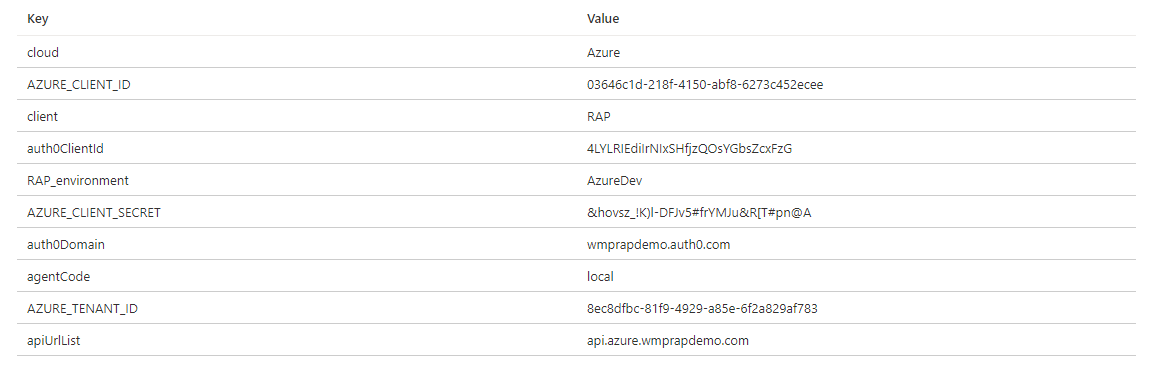 Key Value
cloud Azure
AZURE_CLIENT_ID 03646c1d-218f-4150-abf8-6273c452ecee
client RAP
auth0ClientId 4LYLRIEdiIrNIxSHfjzQOsYGbsZcxFzG
RAP_environment AzureDev
AZURE_CLIENT_SECRET &hovsz_!K)l-DFJv5#frYMJu&R[T#pn@A
auth0Domain wmprapdemo.auth0.com
agentCode local
AZURE_TENANT_ID 8ec8dfbc-81f9-4929-a85e-6f2a829af783
apiUrlList api.azure.wmprapdemo.com